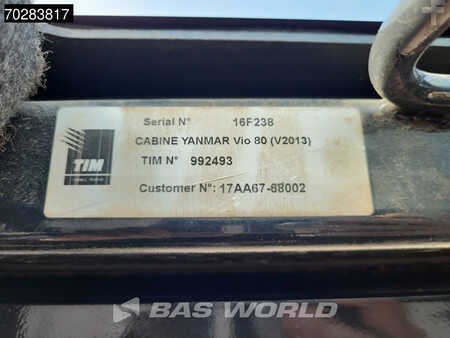 70283817
Serial N° 16F238
CABINE YANMAR Vio 80 (V2013)
TIM
TIM N° 992493
Customer N°: 17AA67-68002
BAS WORLD